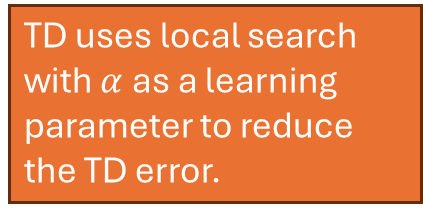 TD uses local search
with 𝛼 as a learning
parameter to reduce
the TD error.